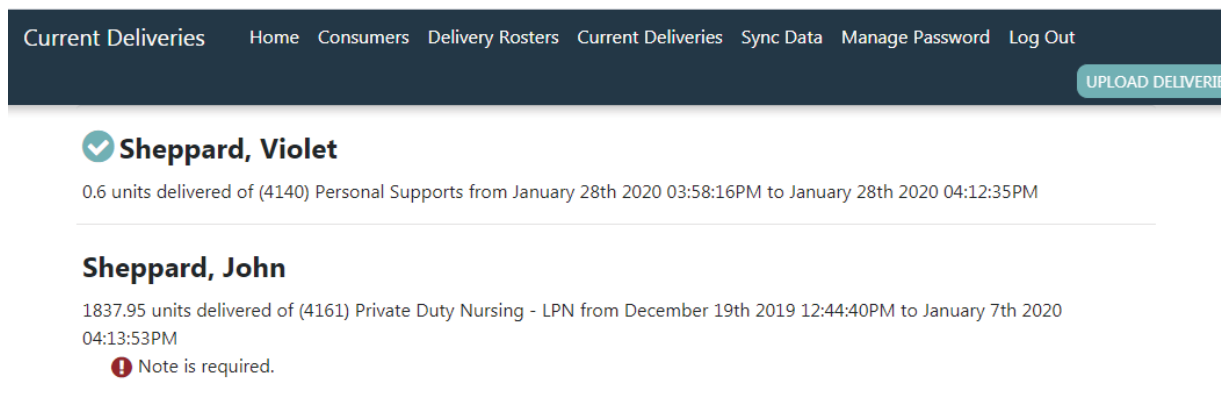 Current Deliveries Home Consumers Delivery Rosters Current Deliveries Sync Data Manage Password Log Out
UPLOAD DELIVERIE
Sheppard, Violet
0.6 units delivered of (4140) Personal Supports from January 28th 2020 03:58:16PM to January 28th 2020 04:12:35PM
Sheppard, John
1837.95 units delivered of (4161) Private Duty Nursing - LPN from December 19th 2019 12:44:40PM to January 7th 2020
04:13:53PM
Note is required.